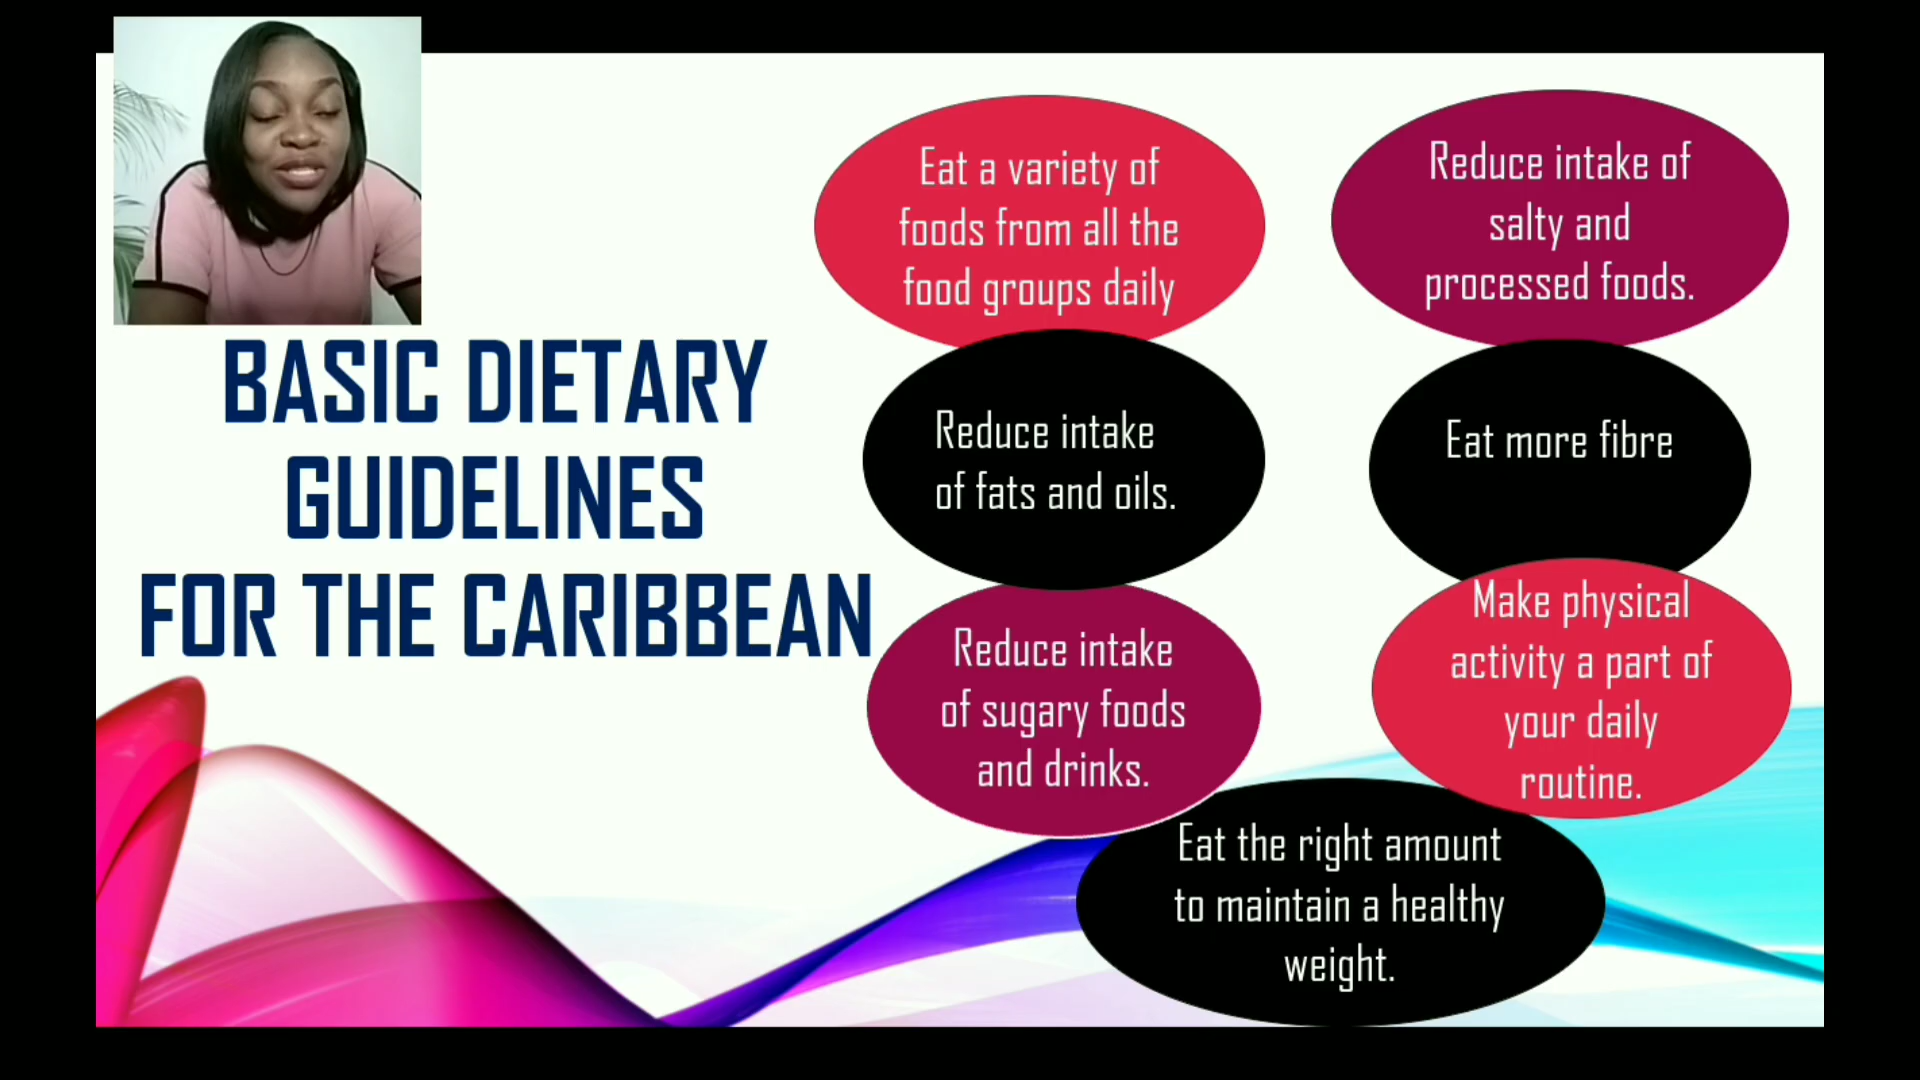 BASIC DIETARY
GUIDELINES
FOR THE CARIBBEAN
Eat a variety of
foods from all the
food groups daily
Reduce intake
of fats and oils.
Reduce intake
of sugary foods
and drinks.
Reduce intake of
salty and
processed foods.
Eat more fibre
Make physical
activity a part of
your daily
routine.
Eat the right amount
to maintain a healthy
weight.